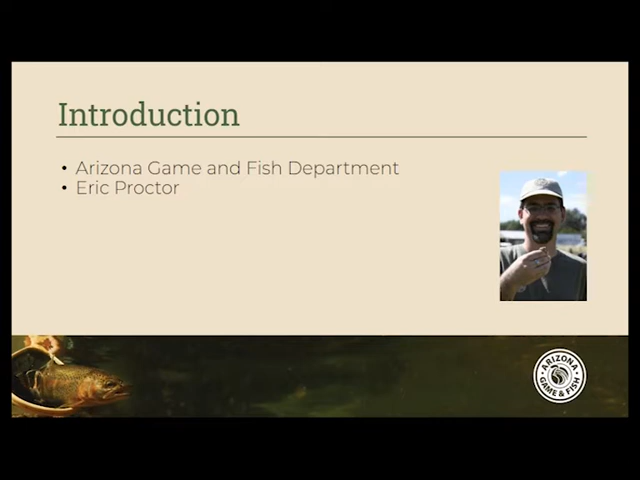 Introduction
• Arizona Game and Fish Department
• Eric Proctor
ARIZONA
GAME & FISH